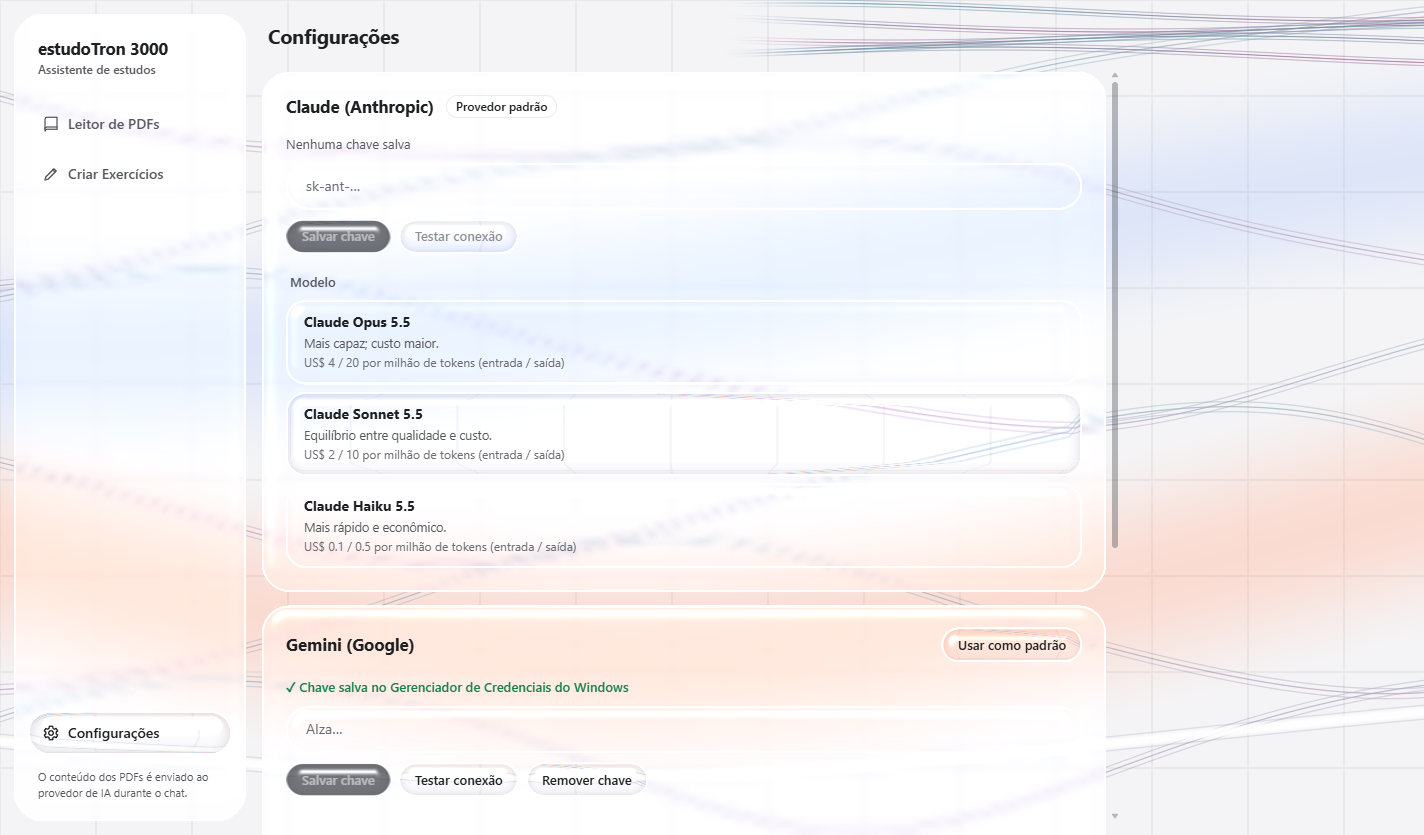 estudoTron 3000
Assistente de estudos
Leitor de PDFs
Criar Exercícios
Configurações
O conteúdo dos PDFs é enviado ao
provedor de IA durante o chat.
Configurações
Claude (Anthropic)
Provedor padrão
Nenhuma chave salva
sk-ant-...
Salvar chave
Testar conexão
Modelo
Claude Opus 5.5
Mais capaz; custo maior.
US$ 4 / 20 por milhão de tokens (entrada / saída)
Claude Sonnet 5.5
Equilíbrio entre qualidade e custo.
US$ 2 / 10 por milhão de tokens (entrada / saída)
Claude Haiku 5.5
Mais rápido e econômico.
US$ 0.1 / 0.5 por milhão de tokens (entrada / saída)
Gemini (Google)
Usar como padrão
✓ Chave salva no Gerenciador de Credenciais do Windows
AIza...
Salvar chave
Testar conexão
Remover chave